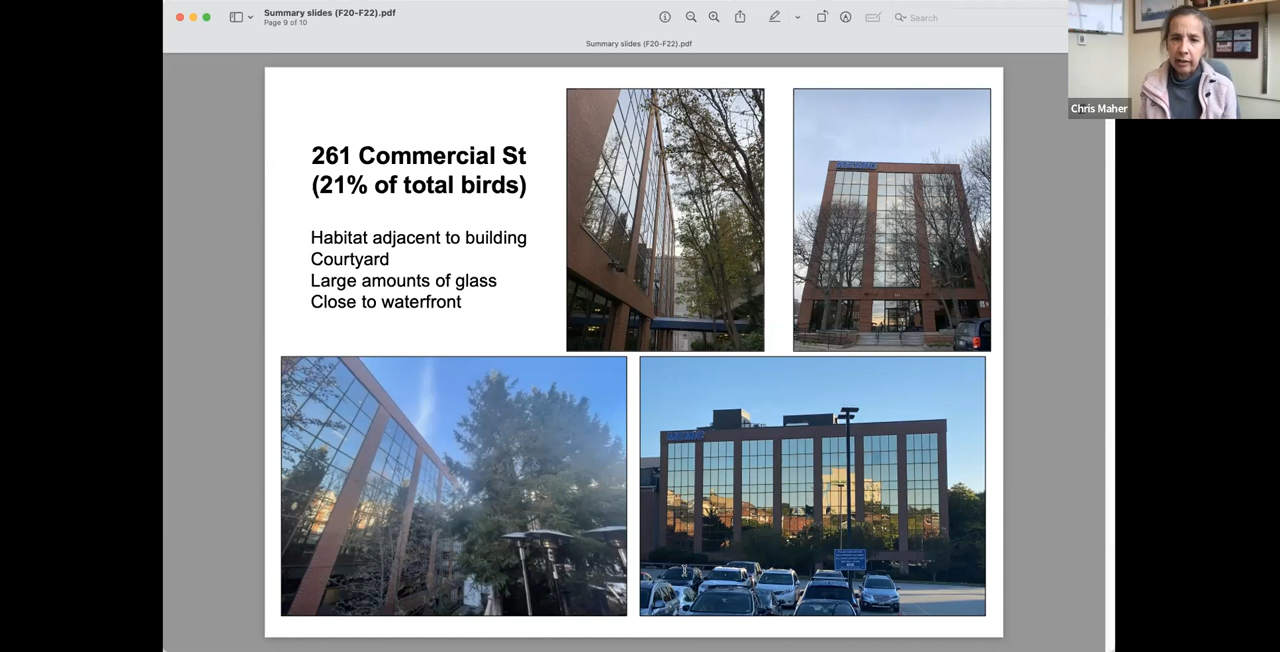 Summary slides (F20-F22).pdf
Page 9 of 10
Search
Summary slides (F20-F22).pdf
Chris Maher
261 Commercial St
(21% of total birds)
Habitat adjacent to building
Courtyard
Large amounts of glass
Close to waterfront